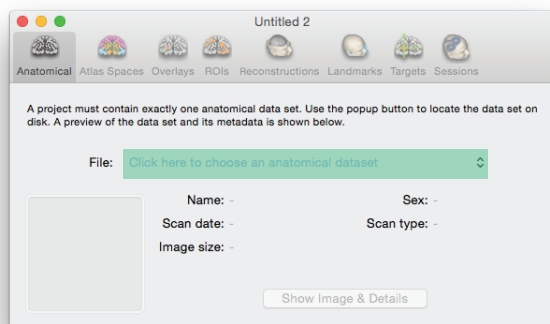 Untitled 2
Anatomical Atlas Spaces Overlays ROIs Reconstructions Landmarks Targets Sessions
A project must contain exactly one anatomical data set. Use the popup button to locate the data set on
disk. A preview of the data set and its metadata is shown below.
File: Click here to choose an anatomical dataset
Name: - Sex: -
Scan date: - Scan type: -
Image size: -
Show Image & Details